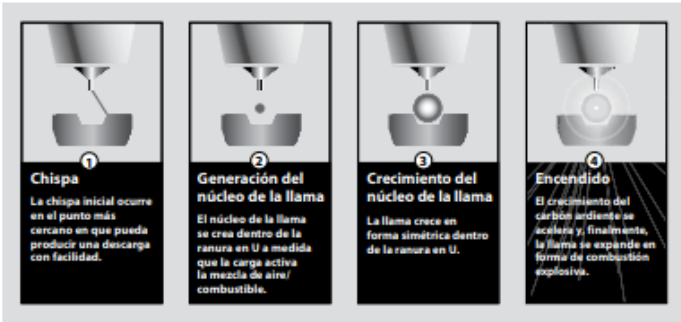 1
Chispa
La chispa inicial ocurre
en el punto más
cercano en que pueda
producir una descarga
con facilidad.
2
Generación del
núcleo de la llama
El núcleo de la llama
se crea dentro de la
ranura en U a medida
que la carga activa
la mezcla de aire/
combustible.
3
Crecimiento del
núcleo de la llama
La llama crece en
forma simétrica dentro
de la ranura en U.
4
Encendido
El crecimiento del
carbón ardiente se
acelera y, finalmente,
la llama se expande en
forma de combustión
explosiva.